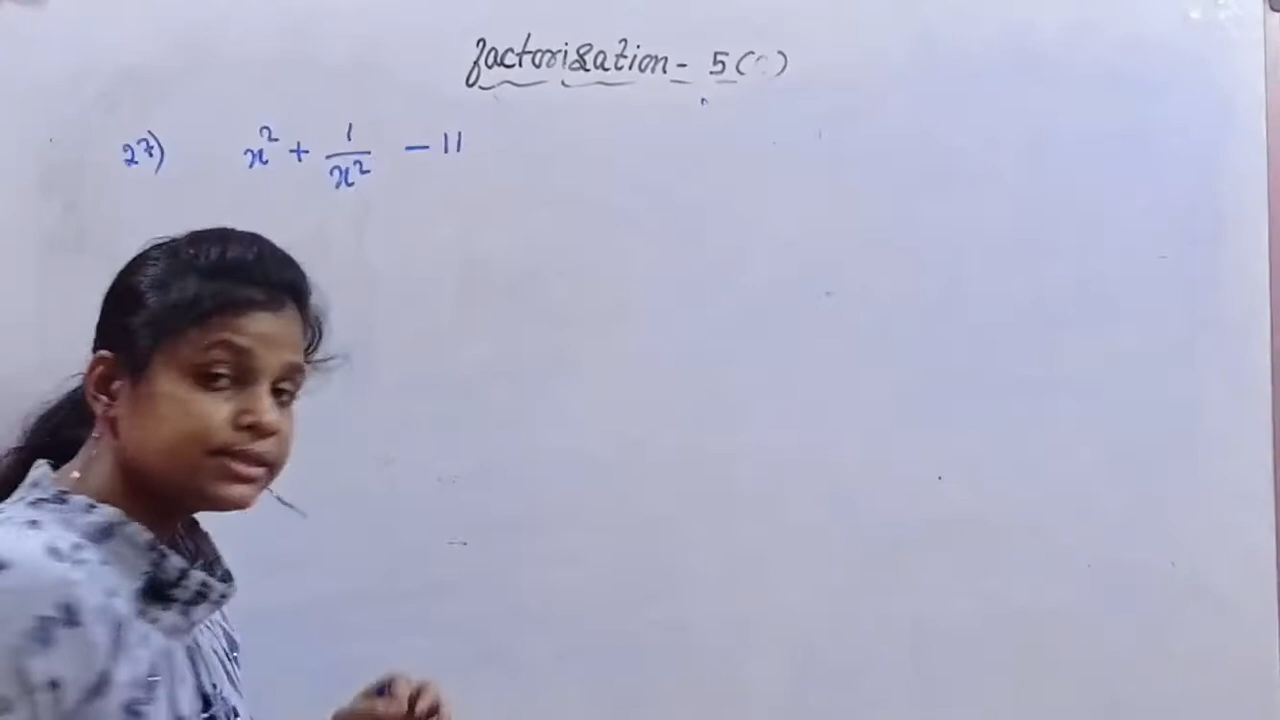 factorisation - 5( )
27) x² + 1/x² - 11